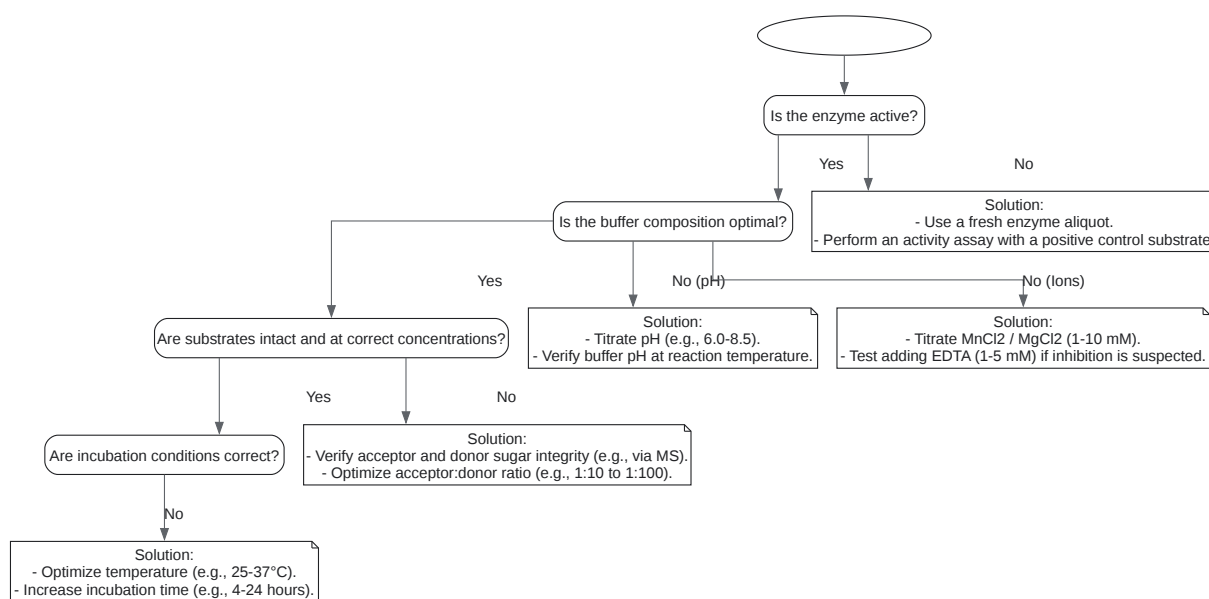 Is the enzyme active?
Yes
No
Solution:
- Use a fresh enzyme aliquot.
- Perform an activity assay with a positive control substrate
Is the buffer composition optimal?
Yes
No (pH)
No (Ions)
Solution:
- Titrate pH (e.g., 6.0-8.5).
- Verify buffer pH at reaction temperature.
Solution:
- Titrate MnCl2 / MgCl2 (1-10 mM).
- Test adding EDTA (1-5 mM) if inhibition is suspected.
Are substrates intact and at correct concentrations?
Yes
No
Solution:
- Verify acceptor and donor sugar integrity (e.g., via MS).
- Optimize acceptor:donor ratio (e.g., 1:10 to 1:100).
Are incubation conditions correct?
No
Solution:
- Optimize temperature (e.g., 25-37°C).
- Increase incubation time (e.g., 4-24 hours).